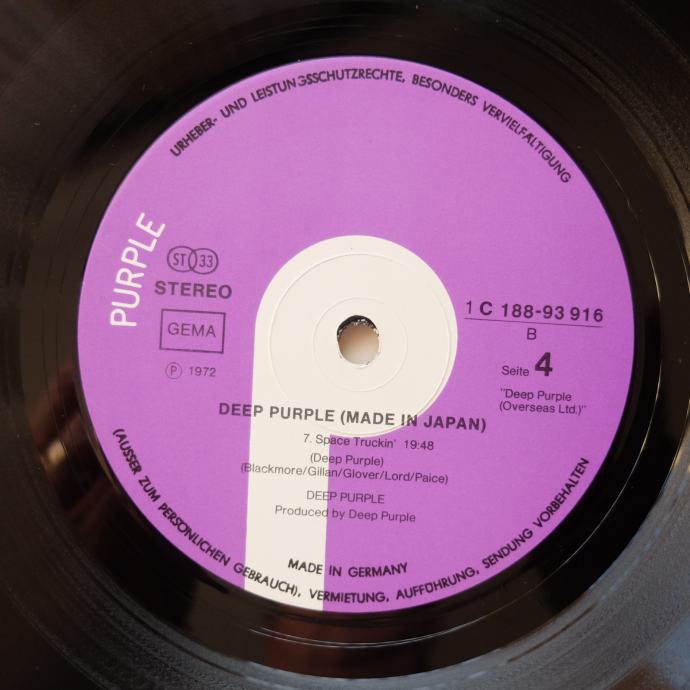 URHEBER- UND LEISTUNGSSCHUTZRECHTE, BESONDERS VERVIELFÄLTIGUNG
PURPLE
ST 33
STEREO
GEMA
P 1972
1 C 188-93 916
B
Seite 4
"Deep Purple
(Overseas Ltd.)"
DEEP PURPLE (MADE IN JAPAN)
7. Space Truckin' 19:48
(Deep Purple)
(Blackmore/Gillan/Glover/Lord/Paice)
DEEP PURPLE
Produced by Deep Purple
MADE IN GERMANY
(AUSSER ZUM PERSÖNLICHEN GEBRAUCH), VERMIETUNG, AUFFÜHRUNG, SENDUNG VORBEHALTEN